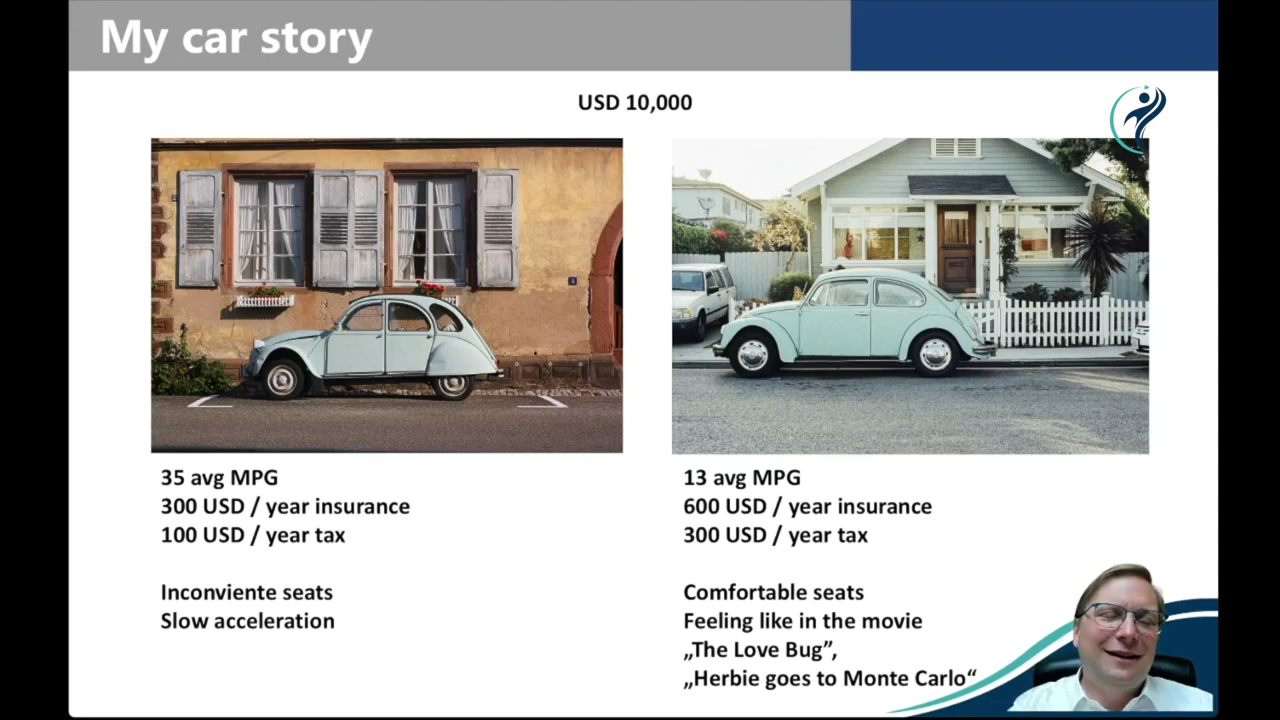 My car story
USD 10,000
35 avg MPG
300 USD / year insurance
100 USD / year tax
Inconviente seats
Slow acceleration
13 avg MPG
600 USD / year insurance
300 USD / year tax
Comfortable seats
Feeling like in the movie
„The Love Bug”,
„Herbie goes to Monte Carlo“